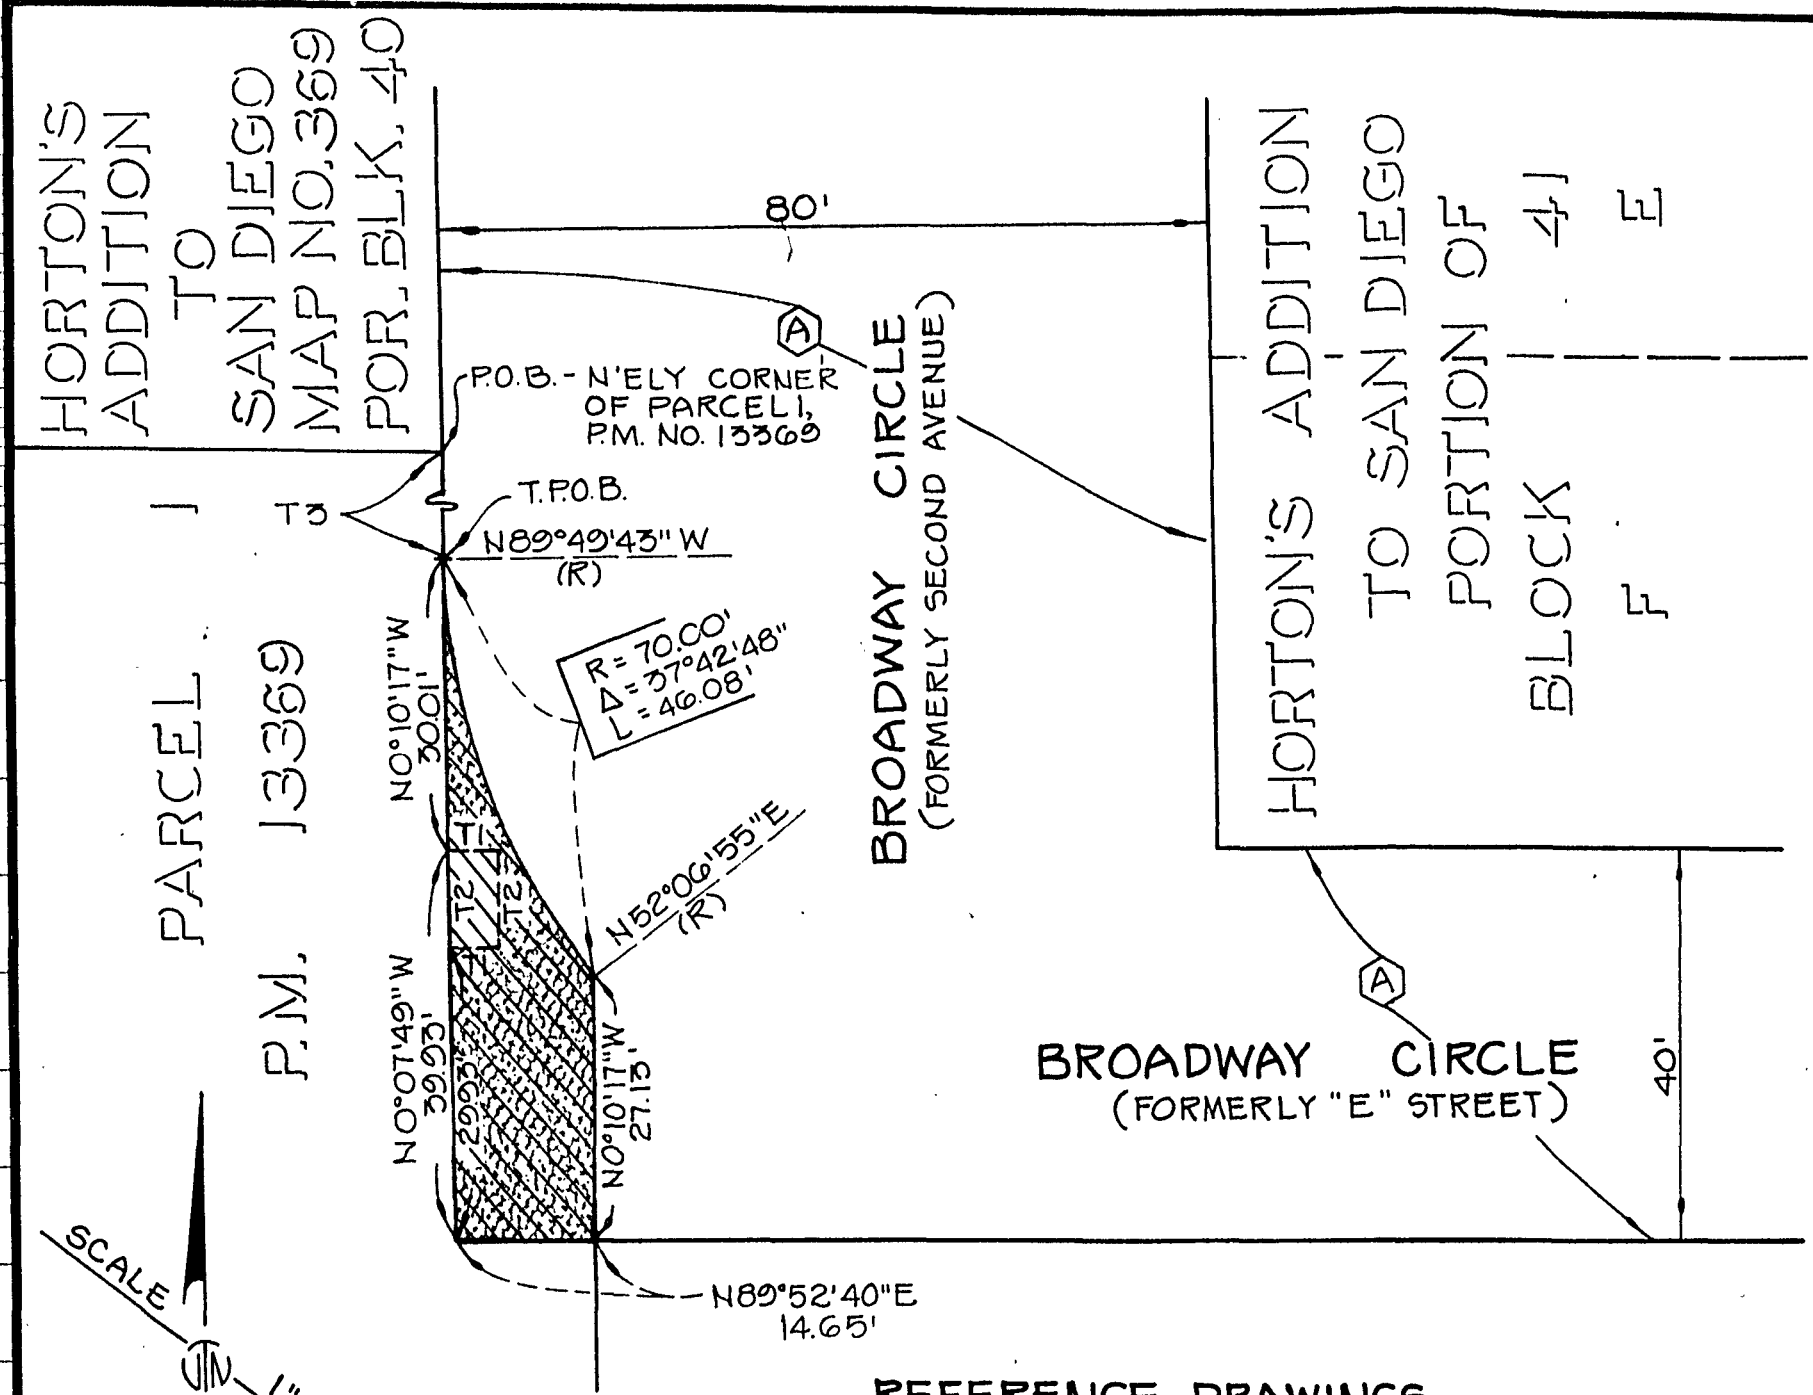 HORTON'S
ADDITION
TO
SAN DIEGO
MAP NO. 369
POR. BLK. 40
80'
A
P.O.B. - N'ELY CORNER
OF PARCEL 1,
P.M. NO. 13369
T.P.O.B.
T3
N89°49'43" W
(R)
BROADWAY CIRCLE
(FORMERLY SECOND AVENUE)
HORTON'S ADDITION
TO SAN DIEGO
PORTION OF
BLOCK 41
F E
PARCEL 1
P.M. 13369
N0°10'17" W
30.01'
R = 70.00'
Δ = 37°42'48"
L = 46.08'
T1
T2
T2
T1
N52°06'55" E
(R)
N0°07'49" W
39.93'
29.93'
N0°10'17" W
27.13'
A
BROADWAY CIRCLE
(FORMERLY "E" STREET)
40'
N89°52'40" E
14.65'
SCALE
1"
REFERENCE DRAWINGS